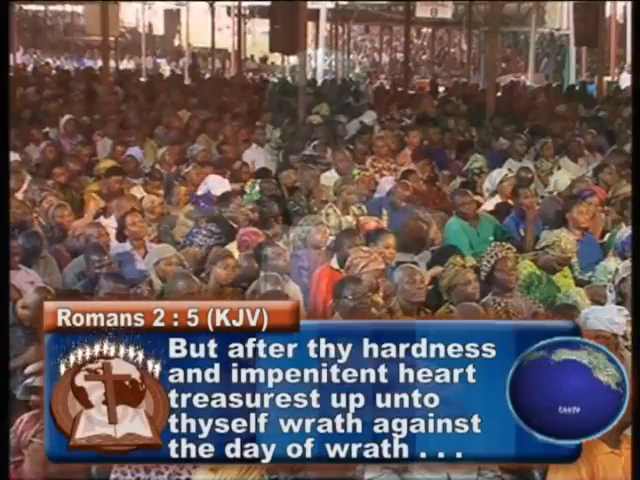 Romans 2 : 5 (KJV)
But after thy hardness
and impenitent heart
treasurest up unto
thyself wrath against
the day of wrath . . .